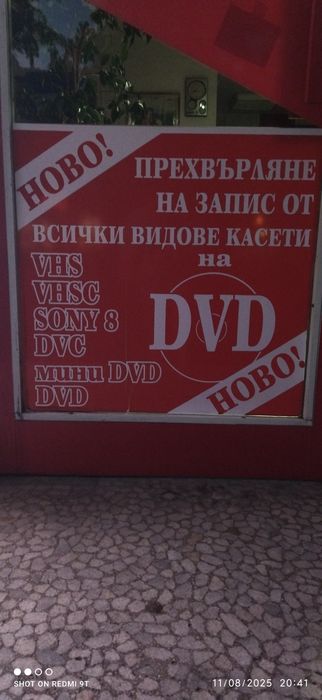 НОВО!
ПРЕХВЪРЛЯНЕ
НА ЗАПИС ОТ
ВСИЧКИ ВИДОВЕ КАСЕТИ
на
DVD
VHS
VHSC
SONY 8
DVC
мини DVD
DVD
НОВО!
SHOT ON REDMI 9T
11/08/2025 20:41